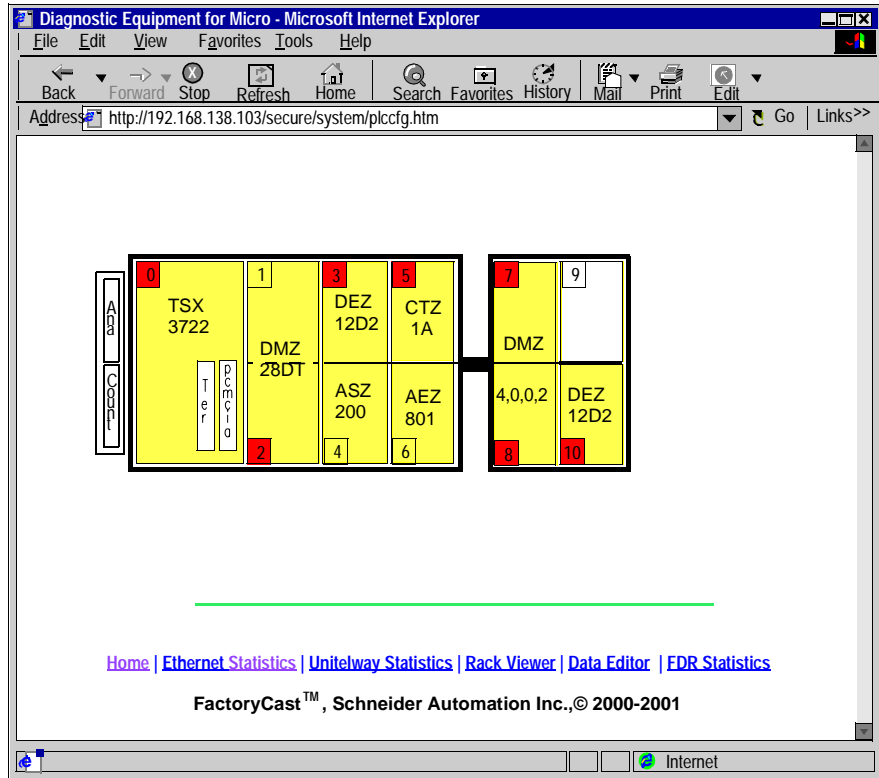 Diagnostic Equipment for Micro - Microsoft Internet Explorer
File Edit View Favorites Tools Help
Back Forward Stop Refresh Home Search Favorites History Mail Print Edit
Address http://192.168.138.103/secure/system/plccfg.htm Go Links>>
Ana
Count
0
TSX
3722
Ter
pcmçia
1
DMZ
28DT
2
3
DEZ
12D2
ASZ
200
4
5
CTZ
1A
AEZ
801
6
7
DMZ
4,0,0,2
8
9
DEZ
12D2
10
Home | Ethernet Statistics | Unitelway Statistics | Rack Viewer | Data Editor | FDR Statistics
FactoryCast™, Schneider Automation Inc.,© 2000-2001
Internet